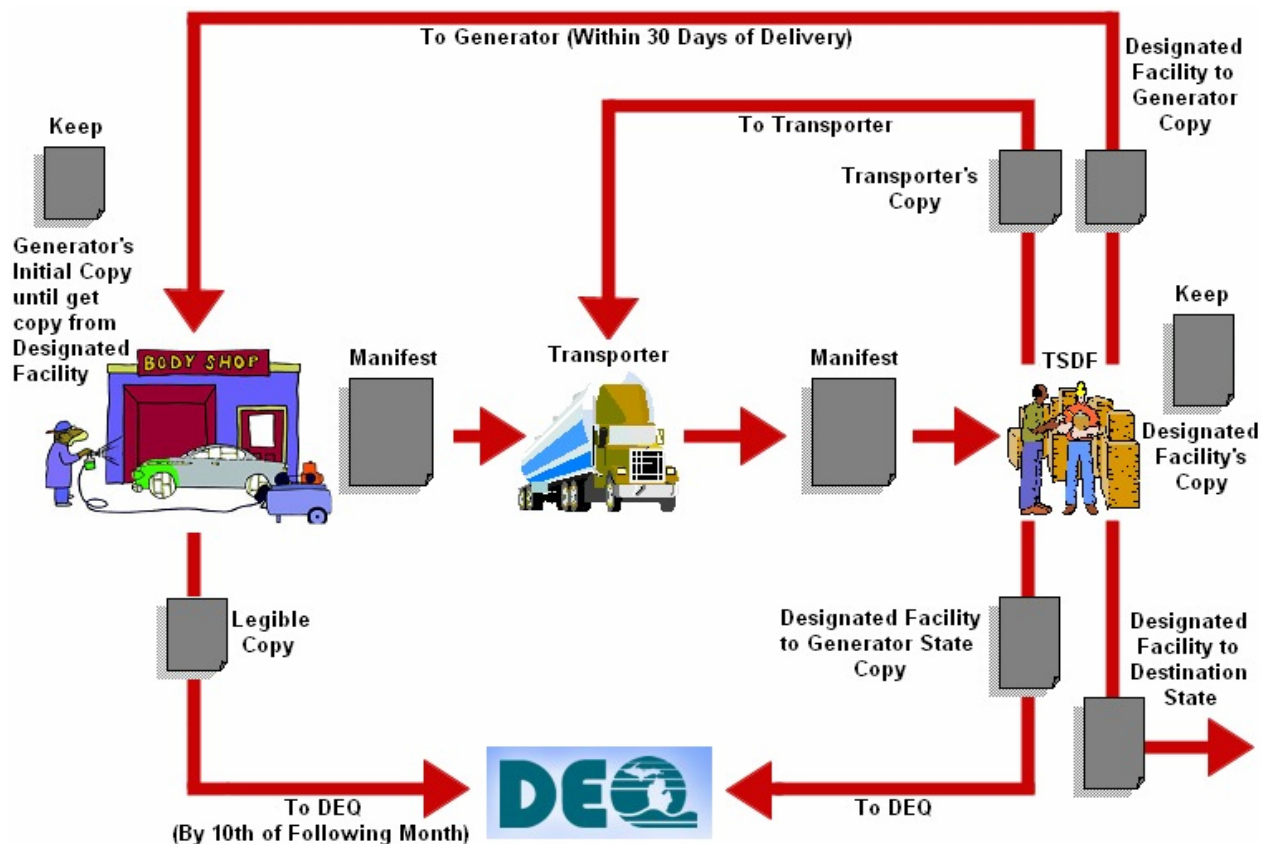 To Generator (Within 30 Days of Delivery)
Designated
Facility to
Generator
Copy
Keep
To Transporter
Transporter's
Copy
Generator's
Initial Copy
until get
copy from
Designated
Facility
Keep
BODY SHOP
Manifest
Transporter
Manifest
TSDF
Designated
Facility's
Copy
Legible
Copy
Designated Facility
to Generator State
Copy
Designated
Facility to
Destination
State
To DEQ
(By 10th of Following Month)
DEQ
To DEQ